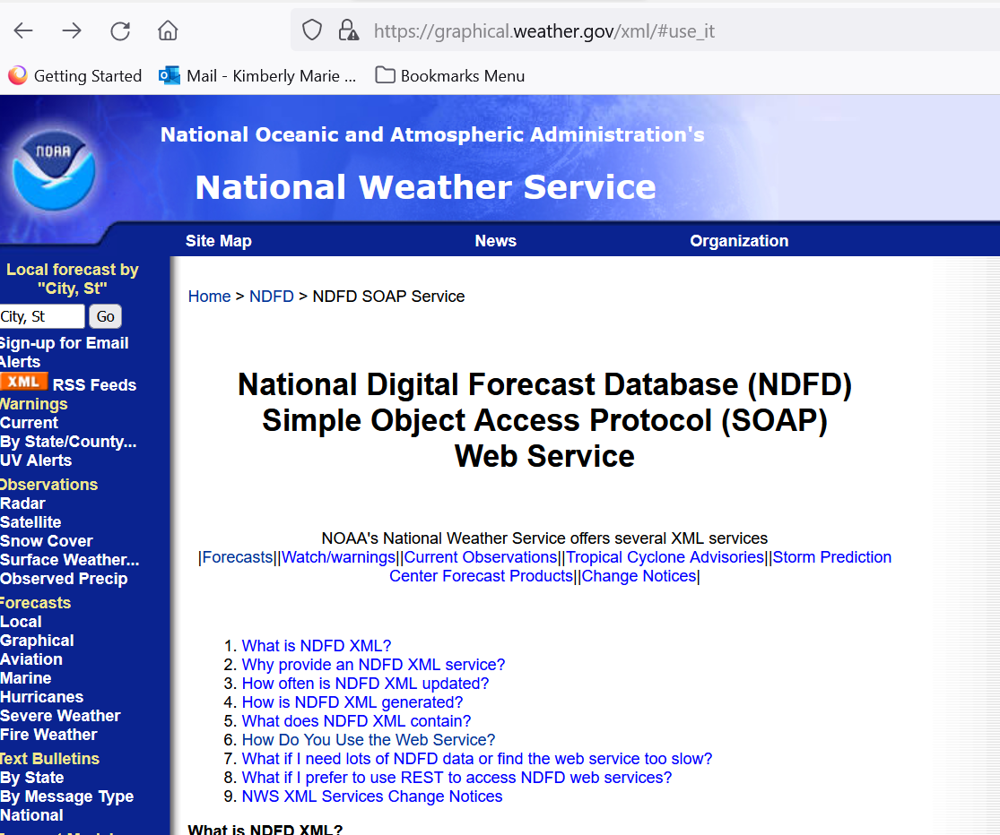 https://graphical.weather.gov/xml/#use_it
Getting Started Mail - Kimberly Marie ... Bookmarks Menu
NOAA
National Oceanic and Atmospheric Administration's
National Weather Service
Site Map News Organization
Local forecast by
"City, St"
City, St Go
Sign-up for Email
Alerts
XML RSS Feeds
Warnings
Current
By State/County...
UV Alerts
Observations
Radar
Satellite
Snow Cover
Surface Weather...
Observed Precip
Forecasts
Local
Graphical
Aviation
Marine
Hurricanes
Severe Weather
Fire Weather
Text Bulletins
By State
By Message Type
National
Home > NDFD > NDFD SOAP Service
National Digital Forecast Database (NDFD)
Simple Object Access Protocol (SOAP)
Web Service
NOAA's National Weather Service offers several XML services
|Forecasts||Watch/warnings||Current Observations||Tropical Cyclone Advisories||Storm Prediction
Center Forecast Products||Change Notices|
1. What is NDFD XML?
2. Why provide an NDFD XML service?
3. How often is NDFD XML updated?
4. How is NDFD XML generated?
5. What does NDFD XML contain?
6. How Do You Use the Web Service?
7. What if I need lots of NDFD data or find the web service too slow?
8. What if I prefer to use REST to access NDFD web services?
9. NWS XML Services Change Notices
What is NDFD XML?